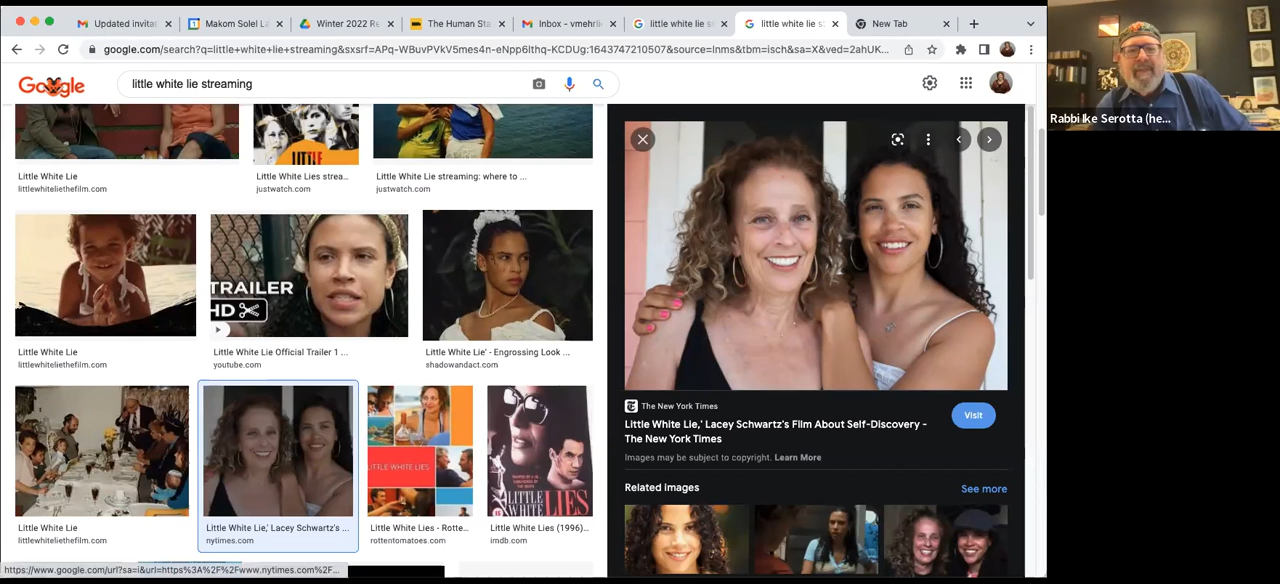 Updated invitat
Makom Solel La
Winter 2022 Re
The Human Sta
Inbox - vmehrli
little white lie s
little white lie s
New Tab
google.com/search?q=little+white+lie+streaming&sxsrf=APq-WBuvPVkV5mes4n-eNpp6lthq-KCDUg:1643747210507&source=lnms&tbm=isch&sa=X&ved=2ahUK...
Google
little white lie streaming
Rabbi Ike Serotta (he...
LITTLE
Little White Lie
littlewhiteliethefilm.com
Little White Lies strea...
justwatch.com
Little White Lie streaming: where to ...
justwatch.com
TRAILER
HD
Little White Lie
littlewhiteliethefilm.com
Little White Lie Official Trailer 1 ...
youtube.com
Little White Lie' - Engrossing Look ...
shadowandact.com
LITTLE WHITE LIES
LITTLE
WHITE
LIES
Little White Lie
littlewhiteliethefilm.com
Little White Lie,' Lacey Schwartz's ...
nytimes.com
Little White Lies - Rotte...
rottentomatoes.com
Little White Lies (1996)...
imdb.com
The New York Times
Little White Lie,' Lacey Schwartz's Film About Self-Discovery -
The New York Times
Visit
Images may be subject to copyright. Learn More
Related images
See more
https://www.google.com/url?sa=i&url=https%3A%2F%2Fwww.nytimes.com%2F...